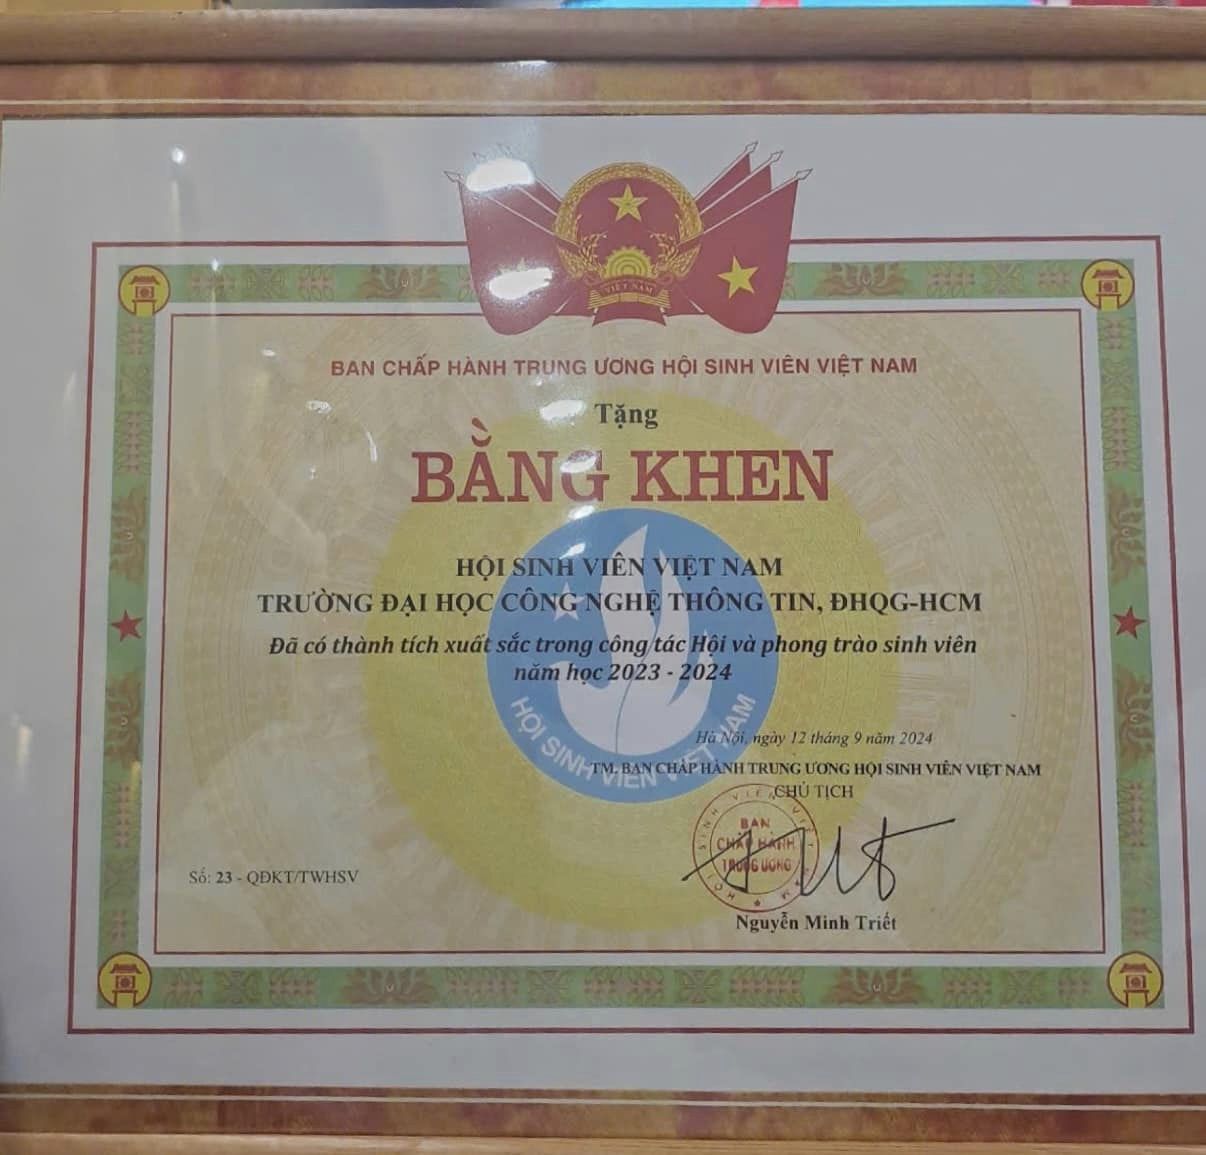 VIỆT NAM
BAN CHẤP HÀNH TRUNG ƯƠNG HỘI SINH VIÊN VIỆT NAM
Tặng
BẰNG KHEN
HỘI SINH VIÊN VIỆT NAM
TRƯỜNG ĐẠI HỌC CÔNG NGHỆ THÔNG TIN, ĐHQG-HCM
Đã có thành tích xuất sắc trong công tác Hội và phong trào sinh viên
năm học 2023 - 2024
HỘI SINH VIÊN VIỆT NAM
Hà Nội, ngày 12 tháng 9 năm 2024
TM. BAN CHẤP HÀNH TRUNG ƯƠNG HỘI SINH VIÊN VIỆT NAM
CHỦ TỊCH
HỘI SINH VIÊN VIỆT NAM
BAN
CHẤP HÀNH
TRUNG ƯƠNG
Số: 23 - QĐKT/TWHSV
Nguyễn Minh Triết